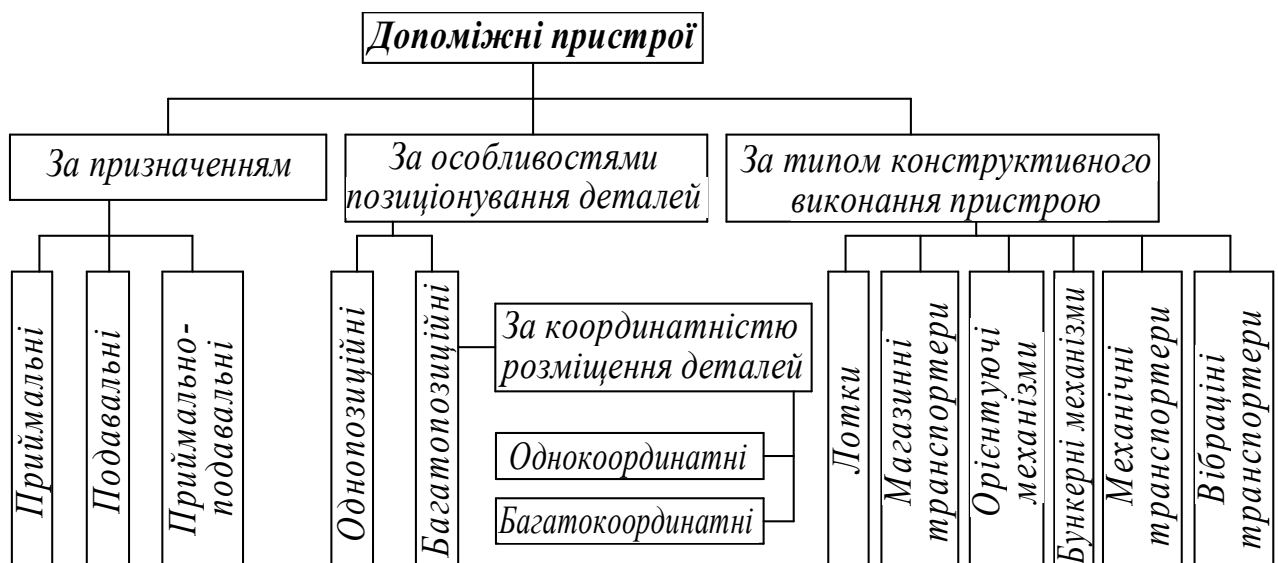 Допоміжні пристрої
За призначенням
За особливостями
позиціонування деталей
За типом конструктивного
виконання пристрою
Приймальні
Подавальні
Приймально-
подавальні
Однопозиційні
Багатопозиційні
За координатністю
розміщення деталей
Однокоординатні
Багатокоординатні
Лотки
Магазинні
транспортери
Орієнтуючі
механізми
Бункерні механізми
Механічні
транспортери
Вібраціні
транспортери